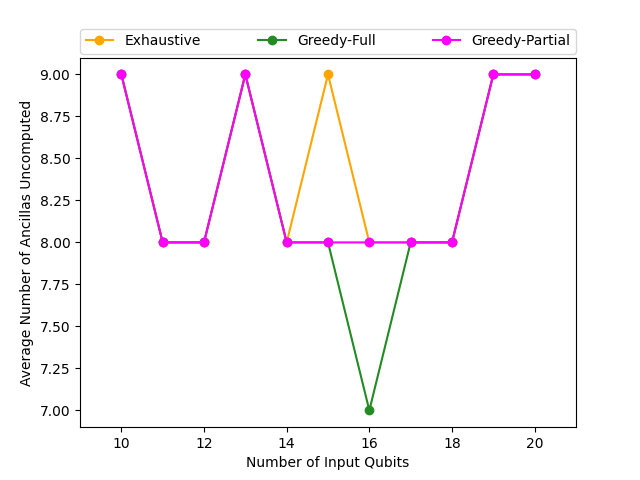 Exhaustive Greedy-Full Greedy-Partial
9.00
8.75
8.50
8.25
8.00
7.75
7.50
7.25
7.00
Average Number of Ancillas Uncomputed
10 12 14 16 18 20
Number of Input Qubits